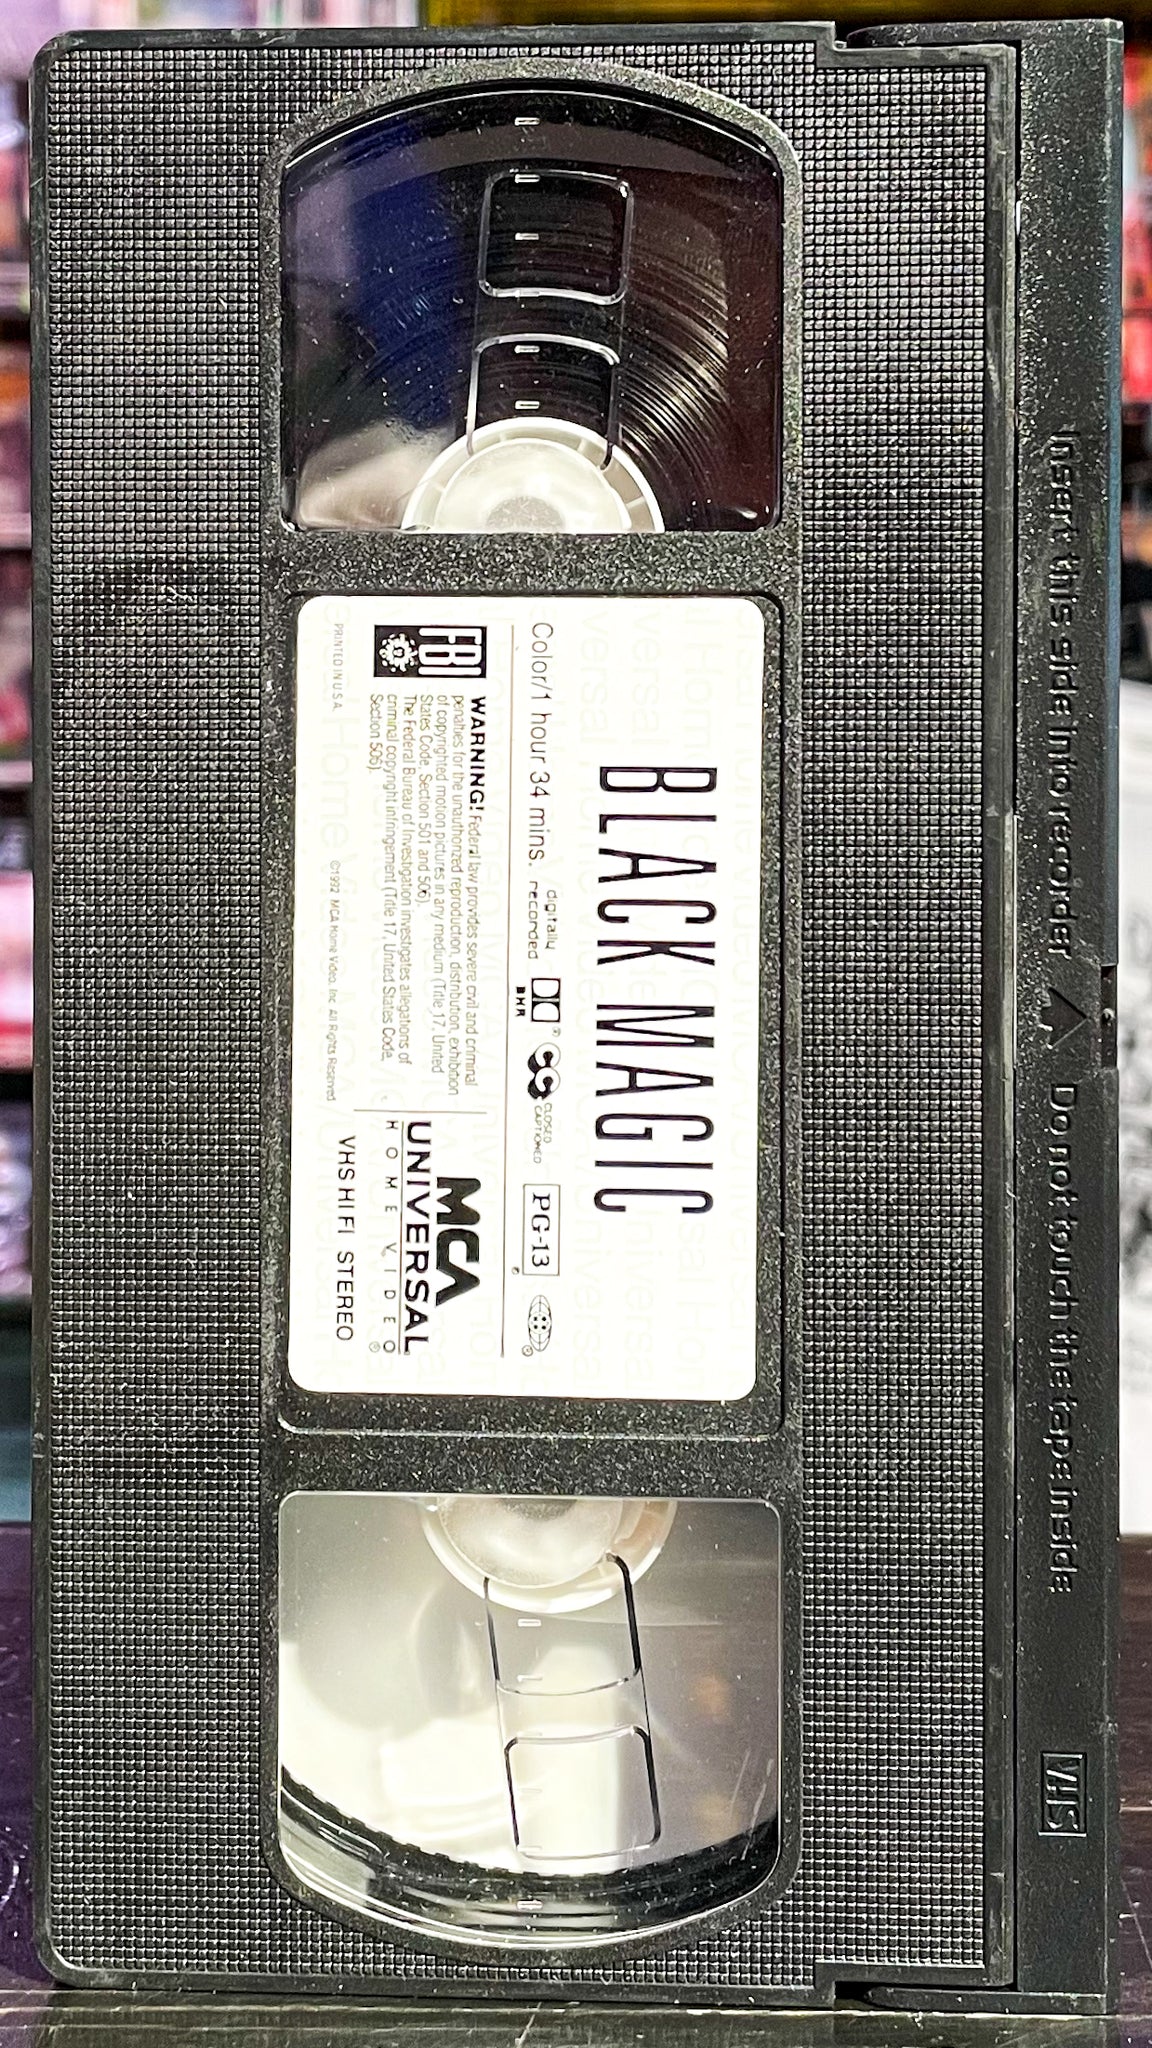 Insert this side into recorder △ Do not touch the tape inside
VHS
BLACK MAGIC
Color/1 hour 34 mins.
digitally
recorded
BHR
CLOSED
CAPTIONED
PG-13
FBI
WARNING! Federal law provides severe civil and criminal
penalties for the unauthorized reproduction, distribution, exhibition
of copyrighted motion pictures in any medium (Title 17, United
States Code, Section 501 and 506).
The Federal Bureau of Investigation investigates allegations of
criminal copyright infringement (Title 17, United States Code,
Section 506).
MCA
UNIVERSAL
HOME VIDEO®
PRINTED IN U.S.A.
©1992 MCA Home Video, Inc. All Rights Reserved
VHS HI FI STEREO